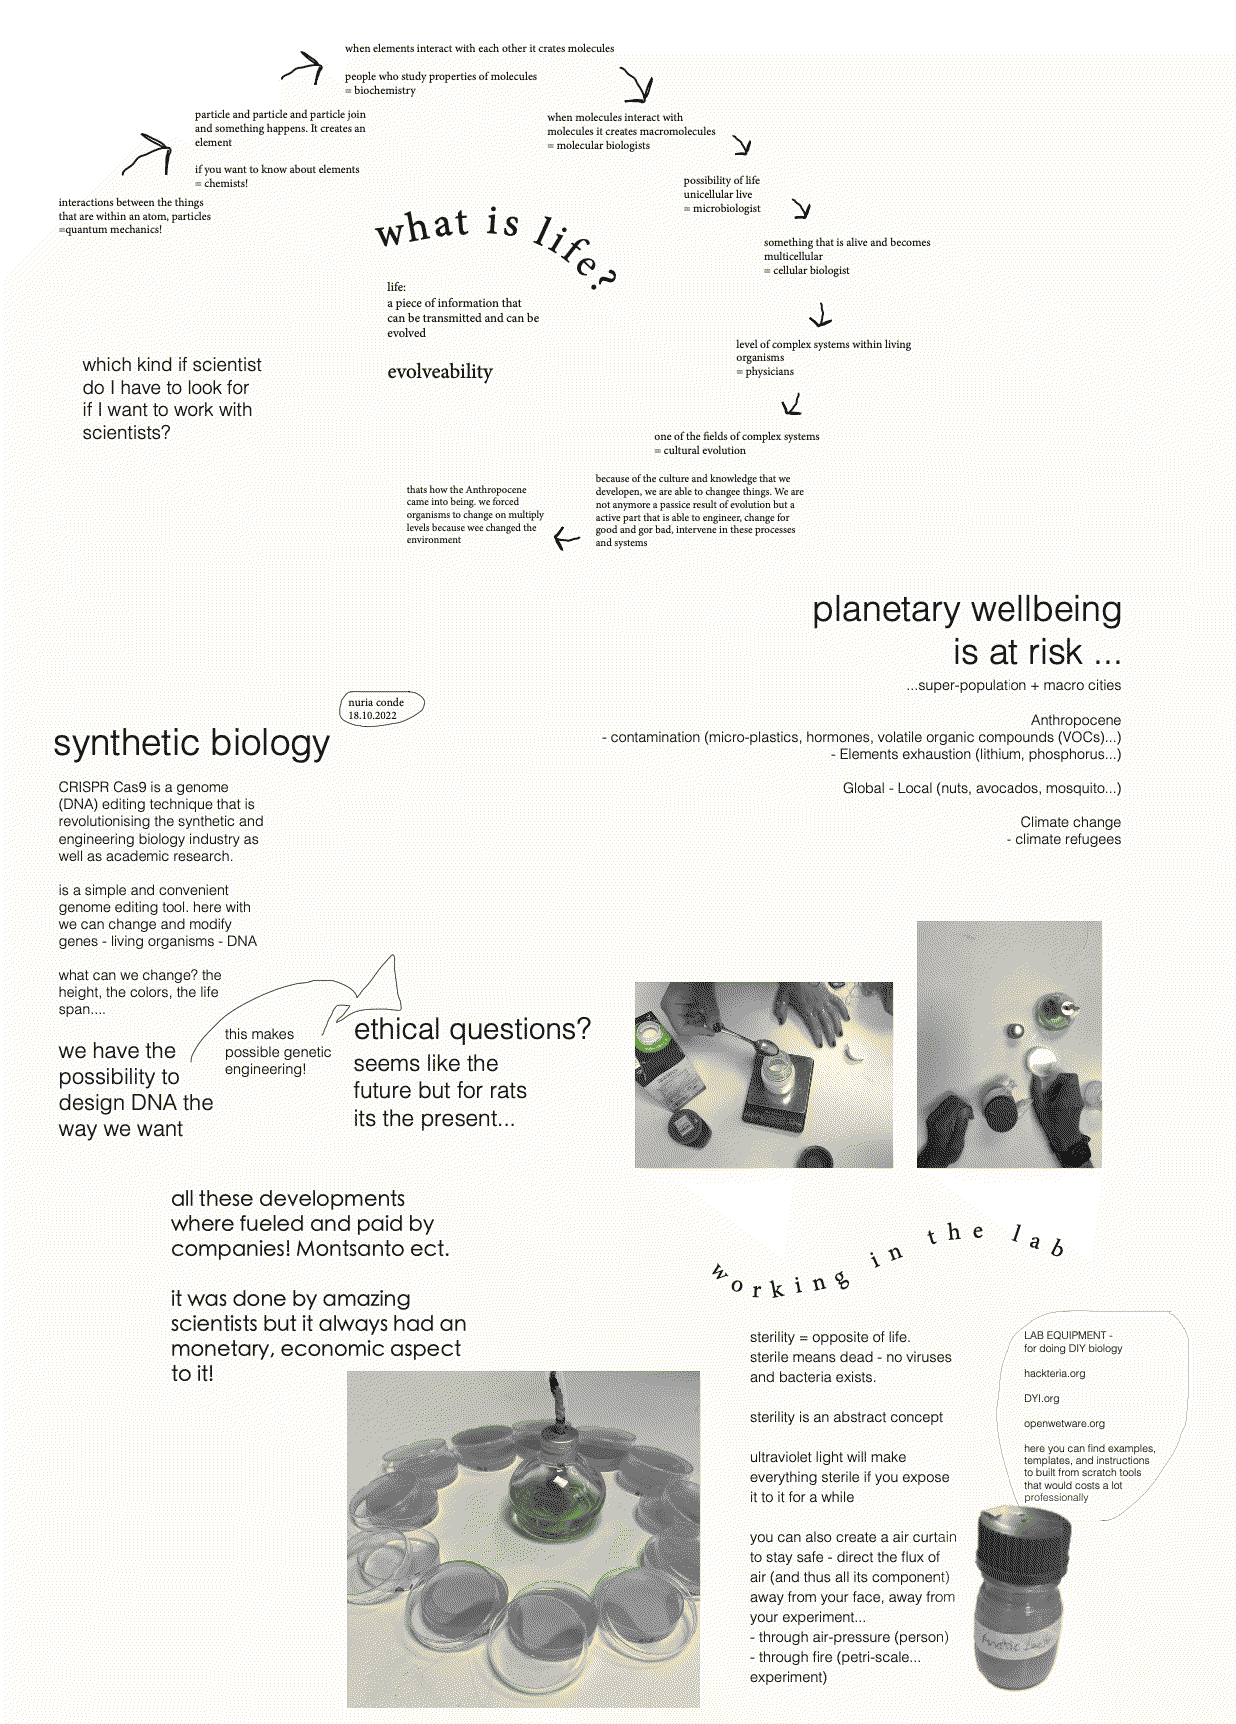 when elements interact with each other it crates molecules
people who study properties of molecules
= biochemistry
particle and particle and particle join
and something happens. It creates an
element
if you want to know about elements
= chemists!
interactions between the things
that are within an atom, particles
=quantum mechanics!
when molecules interact with
molecules it creates macromolecules
= molecular biologists
possibility of life
unicellular live
= microbiologist
something that is alive and becomes
multicellular
= cellular biologist
level of complex systems within living
organisms
= physicians
one of the fields of complex systems
= cultural evolution
because of the culture and knowledge that we
developen, we are able to changee things. We are
not anymore a passice result of evolution but a
active part that is able to engineer, change for
good and gor bad, intervene in these processes
and systems
thats how the Anthropocene
came into being. we forced
organisms to change on multiply
levels because wee changed the
environment
what is life?
life:
a piece of information that
can be transmitted and can be
evolved
evolveability
which kind if scientist
do I have to look for
if I want to work with
scientists?
planetary wellbeing
is at risk ...
...super-population + macro cities
Anthropocene
- contamination (micro-plastics, hormones, volatile organic compounds (VOCs)...)
- Elements exhaustion (lithium, phosphorus...)
Global - Local (nuts, avocados, mosquito...)
Climate change
- climate refugees
nuria conde
18.10.2022
synthetic biology
CRISPR Cas9 is a genome
(DNA) editing technique that is
revolutionising the synthetic and
engineering biology industry as
well as academic research.
is a simple and convenient
genome editing tool. here with
we can change and modify
genes - living organisms - DNA
what can we change? the
height, the colors, the life
span....
we have the
possibility to
design DNA the
way we want
this makes
possible genetic
engineering!
ethical questions?
seems like the
future but for rats
its the present...
all these developments
where fueled and paid by
companies! Montsanto ect.
it was done by amazing
scientists but it always had an
monetary, economic aspect
to it!
working in the lab
sterility = opposite of life.
sterile means dead - no viruses
and bacteria exists.
sterility is an abstract concept
ultraviolet light will make
everything sterile if you expose
it to it for a while
you can also create a air curtain
to stay safe - direct the flux of
air (and thus all its component)
away from your face, away from
your experiment...
- through air-pressure (person)
- through fire (petri-scale...
experiment)
LAB EQUIPMENT -
for doing DIY biology
hackteria.org
DYI.org
openwetware.org
here you can find examples,
templates, and instructions
to built from scratch tools
that would costs a lot
professionally